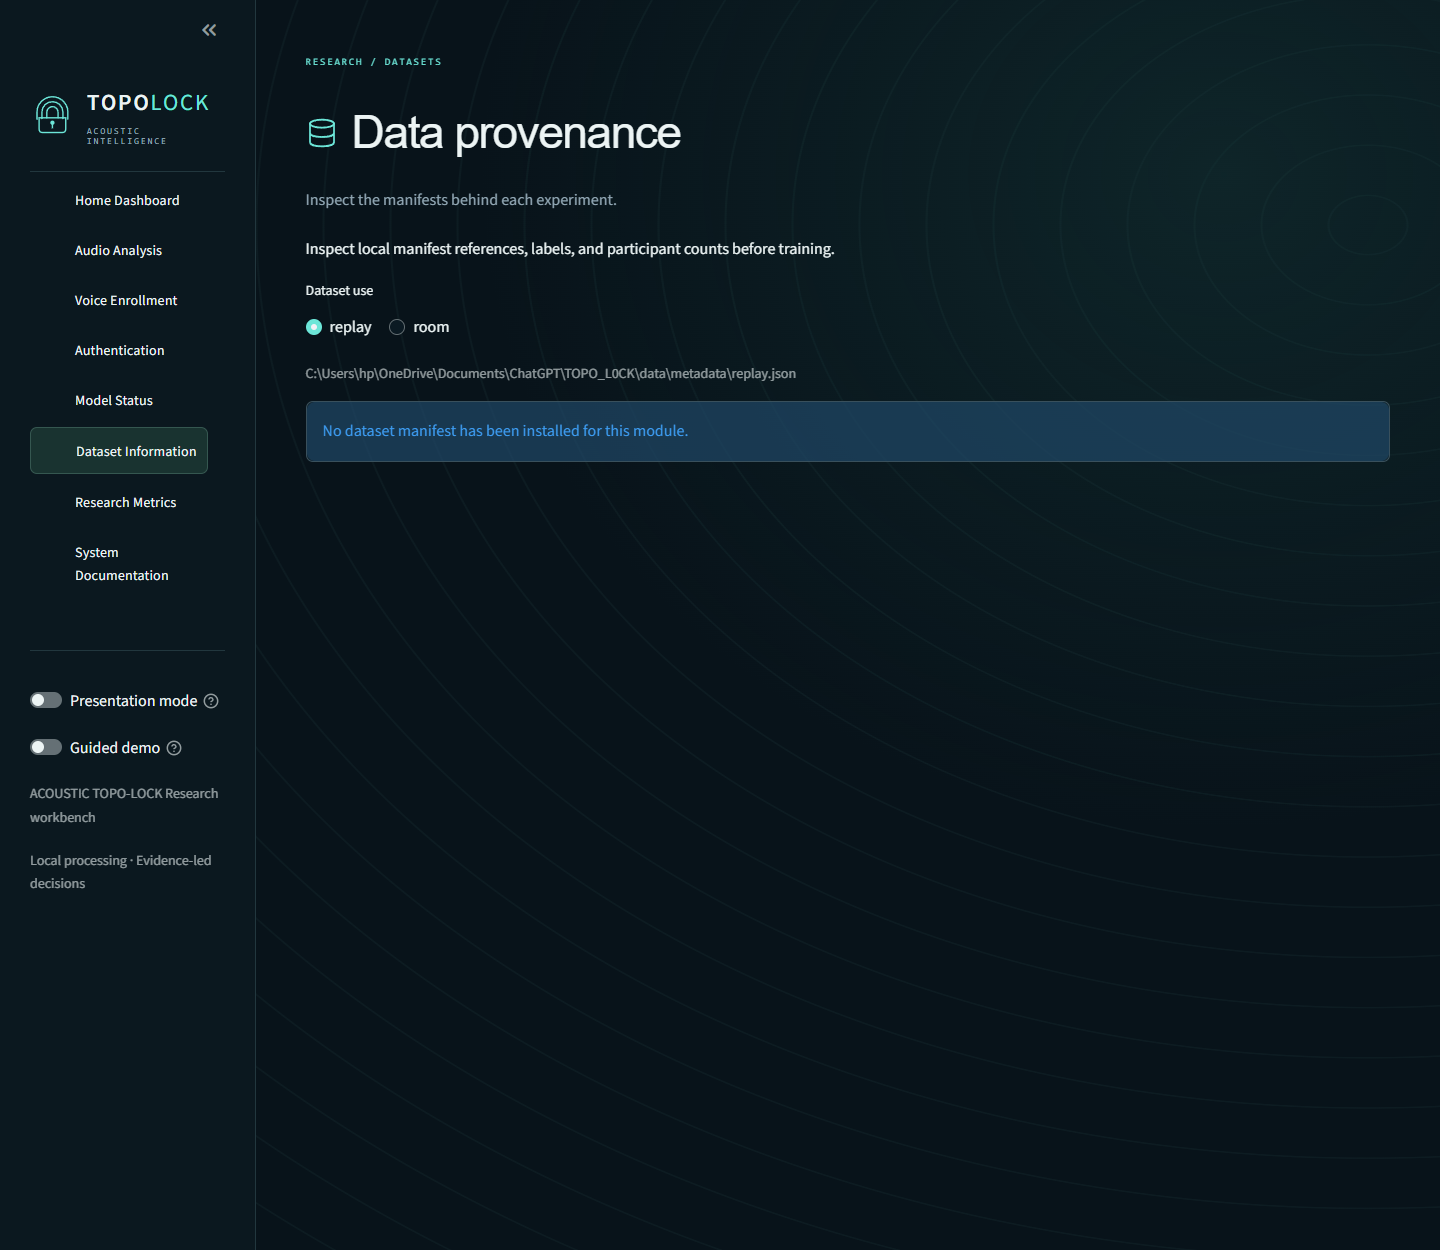 TOPOLOCK
ACOUSTIC
INTELLIGENCE
Home Dashboard
Audio Analysis
Voice Enrollment
Authentication
Model Status
Dataset Information
Research Metrics
System
Documentation
Presentation mode
Guided demo
ACOUSTIC TOPO-LOCK Research
workbench
Local processing · Evidence-led
decisions
RESEARCH / DATASETS
Data provenance
Inspect the manifests behind each experiment.
Inspect local manifest references, labels, and participant counts before training.
Dataset use
replay room
C:\Users\hp\OneDrive\Documents\ChatGPT\TOPO_L0CK\data\metadata\replay.json
No dataset manifest has been installed for this module.